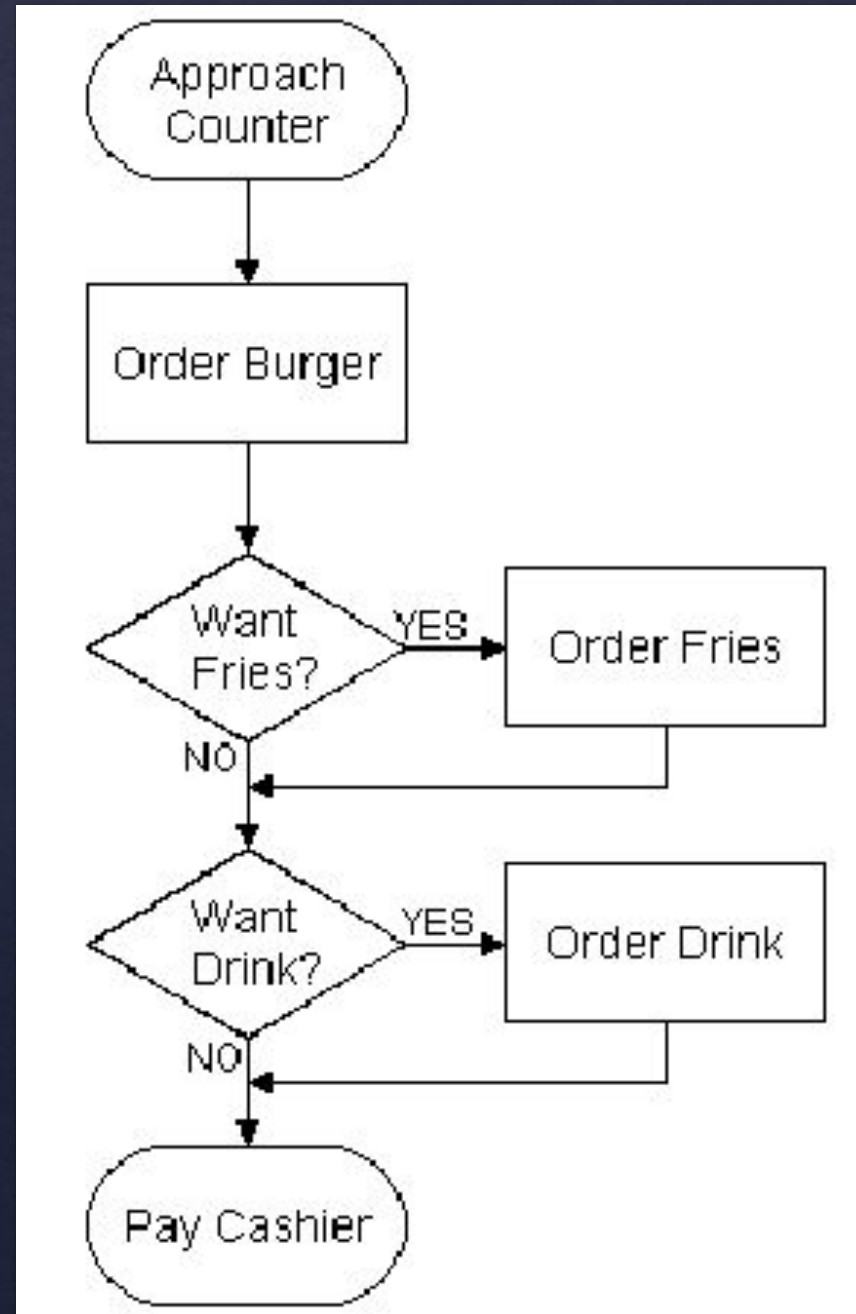 Approach
Counter
Order Burger
Want
Fries?
YES
Order Fries
NO
Want
Drink?
YES
Order Drink
NO
Pay Cashier